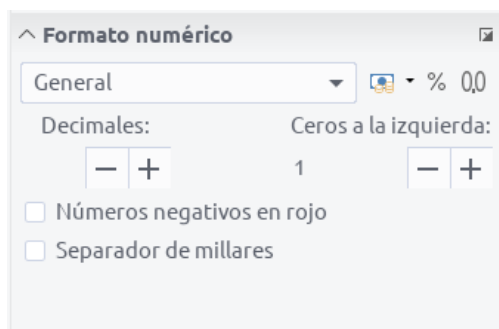 Formato numérico
General % 0,0
Decimales: Ceros a la izquierda:
1
Números negativos en rojo
Separador de millares